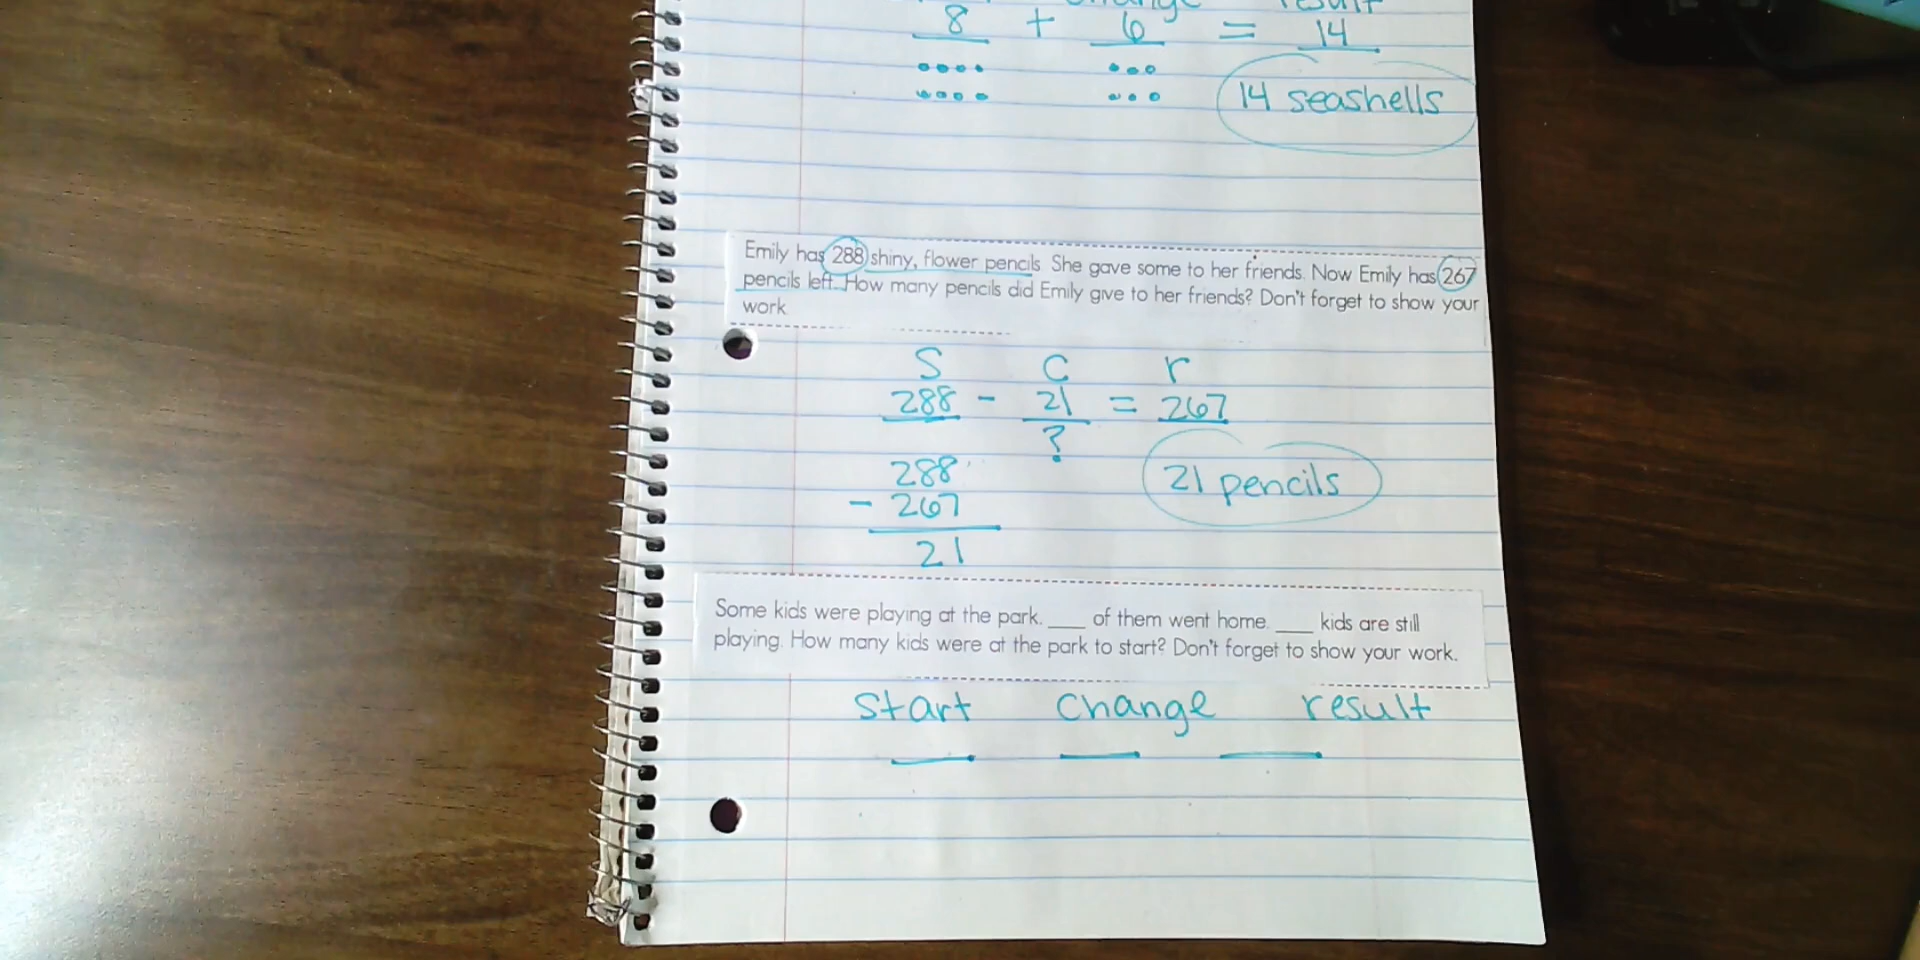 change result
8 + 6 = 14
14 seashells
Emily has 288 shiny, flower pencils. She gave some to her friends. Now Emily has 267
pencils left. How many pencils did Emily give to her friends? Don't forget to show your
work.
S C r
288 - 21 = 267
?
288
- 267
21
21 pencils
Some kids were playing at the park. ____ of them went home. ____ kids are still
playing. How many kids were at the park to start? Don't forget to show your work.
start change result